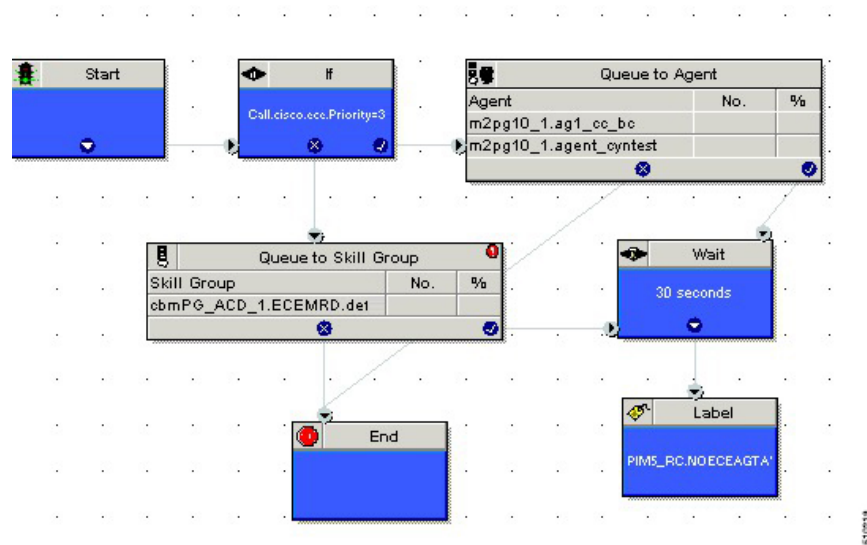 Start
If
Call.cisco.ecc.Priority=3
Queue to Agent
Agent No. %
m2pg10_1.ag1_cc_bc
m2pg10_1.agent_cyntest
Queue to Skill Group
Skill Group No. %
cbmPG_ACD_1.ECEMRD.def
Wait
30 seconds
End
Label
PIM5_RC.NOECEAGTA